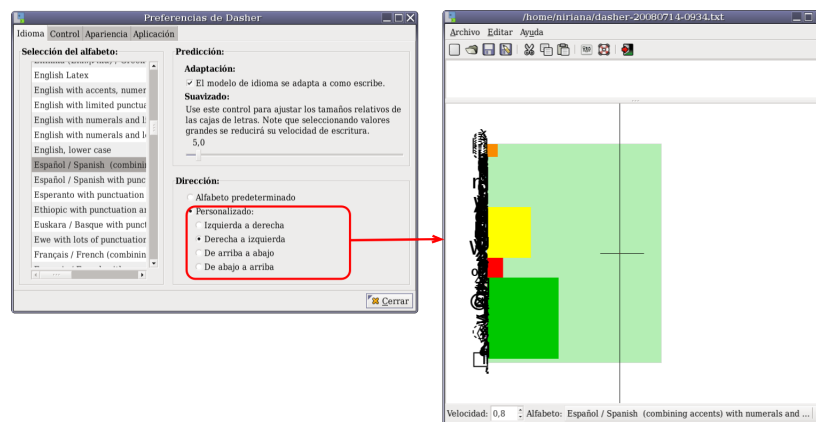 Preferencias de Dasher
Idioma Control Apariencia Aplicación
Selección del alfabeto:
English Latex
English with accents, numer
English with limited punctua
English with numerals and l
English with numerals and l
English, lower case
Español / Spanish (combinin
Español / Spanish with punc
Esperanto with punctuation
Ethiopic with punctuation a
Euskara / Basque with punct
Ewe with lots of punctuation
Français / French (combinin
Predicción:
Adaptación:
El modelo de idioma se adapta a como escribe.
Suavizado:
Use este control para ajustar los tamaños relativos de
las cajas de letras. Note que seleccionando valores
grandes se reducirá su velocidad de escritura.
5,0
Dirección:
Alfabeto predeterminado
Personalizado:
Izquierda a derecha
Derecha a izquierda
De arriba a abajo
De abajo a arriba
Cerrar
/home/niriana/dasher-20080714-0934.txt
Archivo Editar Ayuda
Velocidad: 0,8 Alfabeto: Español / Spanish (combining accents) with numerals and ...